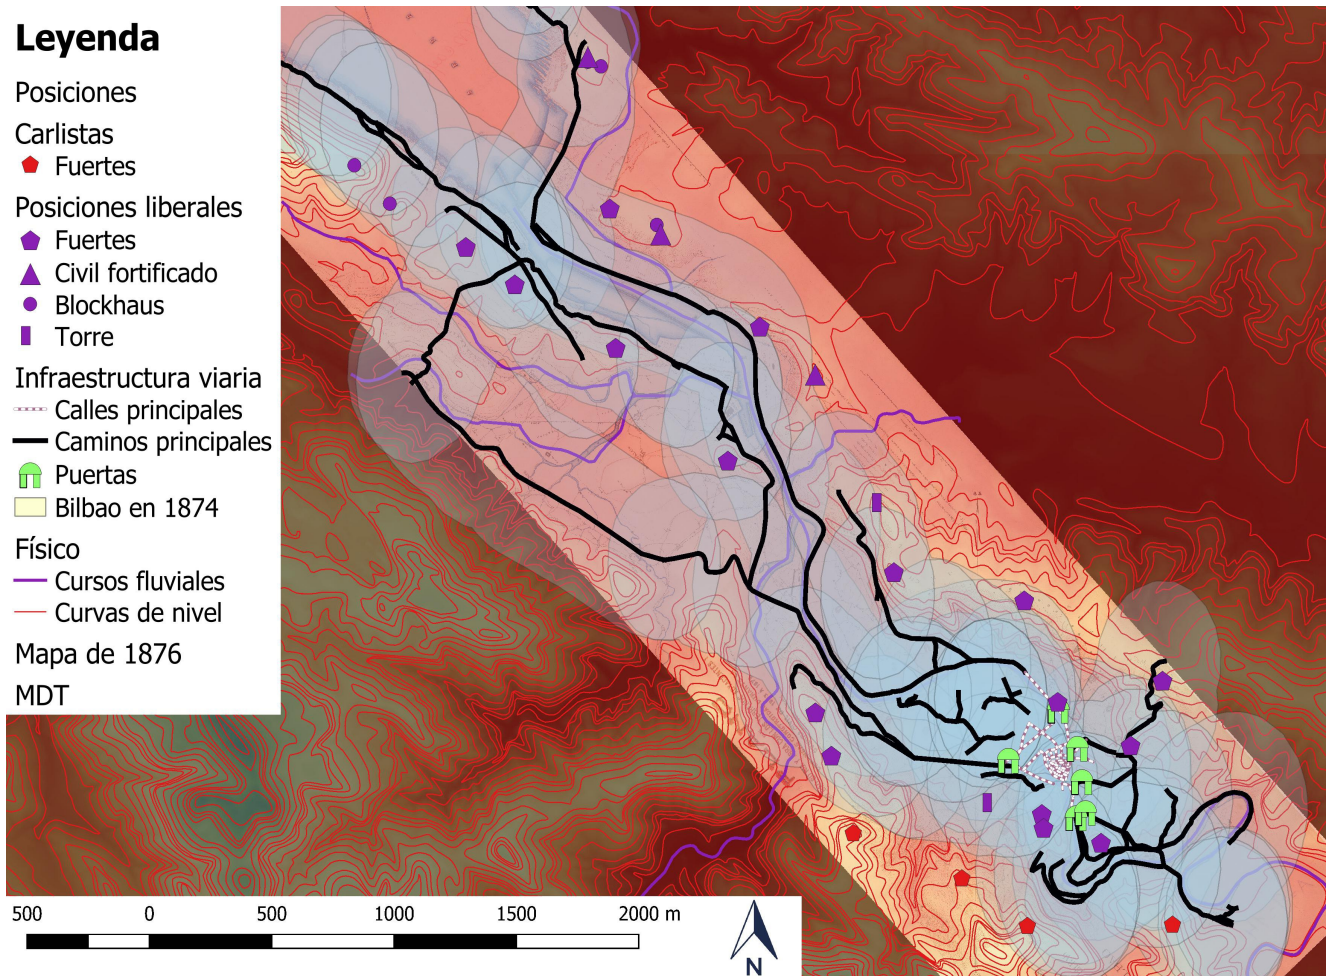 Leyenda
Posiciones
Carlistas
Fuertes
Posiciones liberales
Fuertes
Civil fortificado
Blockhaus
Torre
Infraestructura viaria
Calles principales
Caminos principales
Puertas
Bilbao en 1874
Físico
Cursos fluviales
Curvas de nivel
Mapa de 1876
MDT
500 0 500 1000 1500 2000 m
N